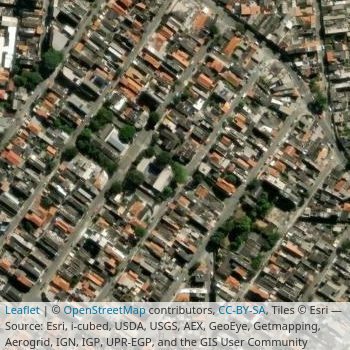 Leaflet | © OpenStreetMap contributors, CC-BY-SA, Tiles © Esri —
Source: Esri, i-cubed, USDA, USGS, AEX, GeoEye, Getmapping,
Aerogrid, IGN, IGP, UPR-EGP, and the GIS User Community